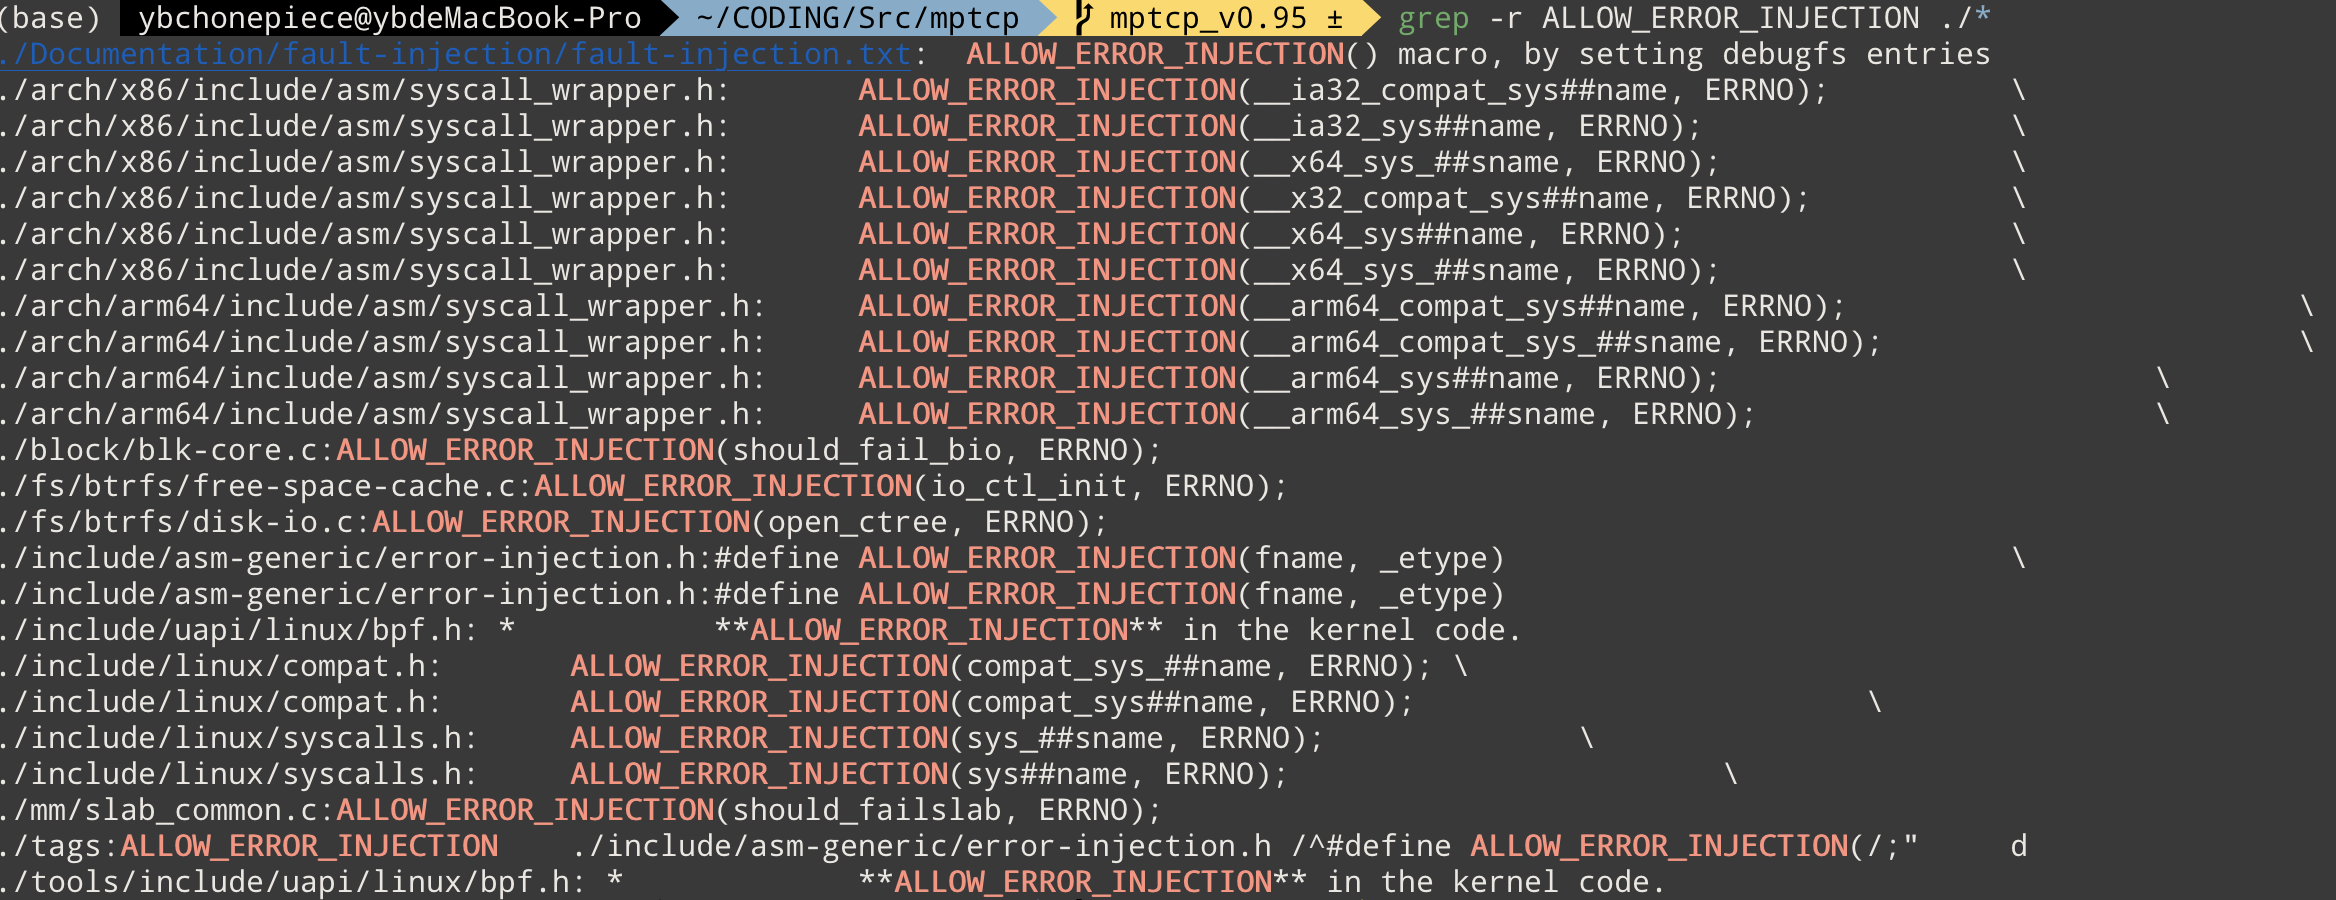 (base) ybchonepiece@ybdeMacBook-Pro ~/CODING/Src/mptcp mptcp_v0.95 ± grep -r ALLOW_ERROR_INJECTION ./*
./Documentation/fault-injection/fault-injection.txt:  ALLOW_ERROR_INJECTION() macro, by setting debugfs entries
./arch/x86/include/asm/syscall_wrapper.h:       ALLOW_ERROR_INJECTION(__ia32_compat_sys##name, ERRNO);          \
./arch/x86/include/asm/syscall_wrapper.h:       ALLOW_ERROR_INJECTION(__ia32_sys##name, ERRNO);                 \
./arch/x86/include/asm/syscall_wrapper.h:       ALLOW_ERROR_INJECTION(__x64_sys_##sname, ERRNO);                \
./arch/x86/include/asm/syscall_wrapper.h:       ALLOW_ERROR_INJECTION(__x32_compat_sys##name, ERRNO);           \
./arch/x86/include/asm/syscall_wrapper.h:       ALLOW_ERROR_INJECTION(__x64_sys##name, ERRNO);                  \
./arch/x86/include/asm/syscall_wrapper.h:       ALLOW_ERROR_INJECTION(__x64_sys_##sname, ERRNO);                \
./arch/arm64/include/asm/syscall_wrapper.h:     ALLOW_ERROR_INJECTION(__arm64_compat_sys##name, ERRNO);                         \
./arch/arm64/include/asm/syscall_wrapper.h:     ALLOW_ERROR_INJECTION(__arm64_compat_sys_##sname, ERRNO);                       \
./arch/arm64/include/asm/syscall_wrapper.h:     ALLOW_ERROR_INJECTION(__arm64_sys##name, ERRNO);                        \
./arch/arm64/include/asm/syscall_wrapper.h:     ALLOW_ERROR_INJECTION(__arm64_sys_##sname, ERRNO);                      \
./block/blk-core.c:ALLOW_ERROR_INJECTION(should_fail_bio, ERRNO);
./fs/btrfs/free-space-cache.c:ALLOW_ERROR_INJECTION(io_ctl_init, ERRNO);
./fs/btrfs/disk-io.c:ALLOW_ERROR_INJECTION(open_ctree, ERRNO);
./include/asm-generic/error-injection.h:#define ALLOW_ERROR_INJECTION(fname, _etype)                            \
./include/asm-generic/error-injection.h:#define ALLOW_ERROR_INJECTION(fname, _etype)
./include/uapi/linux/bpf.h: *           **ALLOW_ERROR_INJECTION** in the kernel code.
./include/linux/compat.h:       ALLOW_ERROR_INJECTION(compat_sys_##name, ERRNO); \
./include/linux/compat.h:       ALLOW_ERROR_INJECTION(compat_sys##name, ERRNO);                         \
./include/linux/syscalls.h:     ALLOW_ERROR_INJECTION(sys_##sname, ERRNO);              \
./include/linux/syscalls.h:     ALLOW_ERROR_INJECTION(sys##name, ERRNO);                        \
./mm/slab_common.c:ALLOW_ERROR_INJECTION(should_failslab, ERRNO);
./tags:ALLOW_ERROR_INJECTION    ./include/asm-generic/error-injection.h /^#define ALLOW_ERROR_INJECTION(/;"     d
./tools/include/uapi/linux/bpf.h: *             **ALLOW_ERROR_INJECTION** in the kernel code.